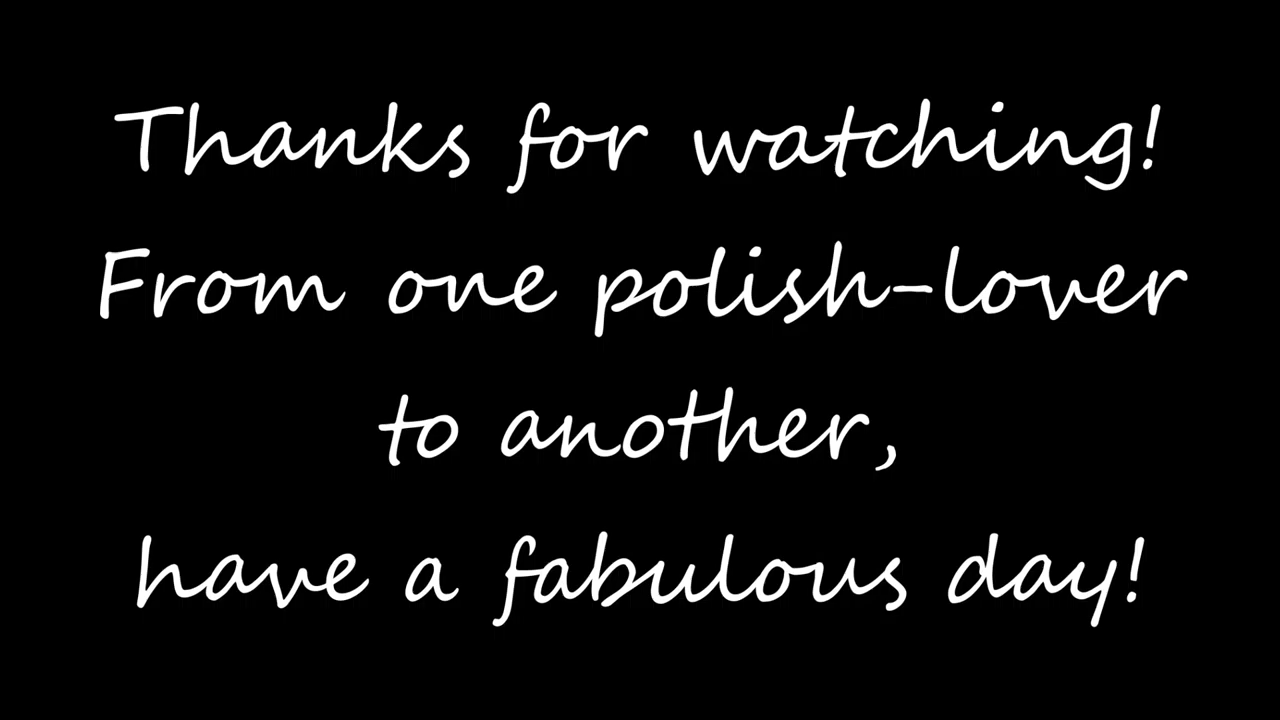 Thanks for watching!
From one polish-lover
to another,
have a fabulous day!